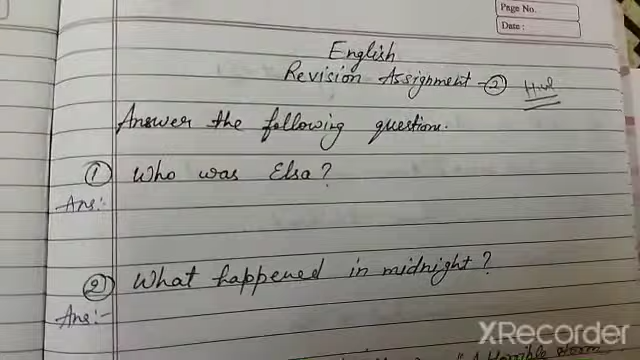 Page No.
Date :
English
Revision Assignment - 2 H.W
Answer the following questions.
1 Who was Elsa?
Ans:-
2 What happened in midnight?
Ans:-
"A Horrible
XRecorder